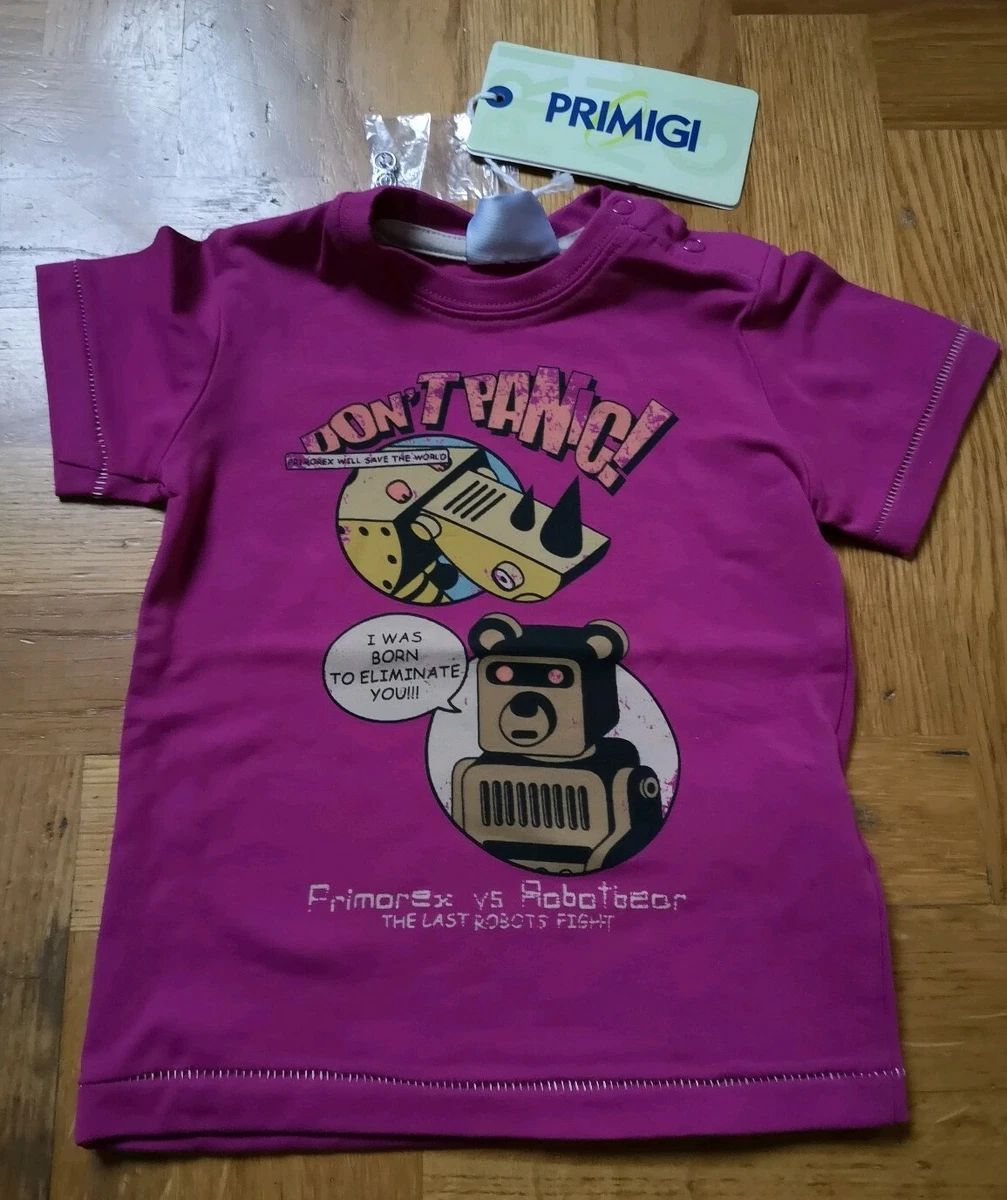 PRIMIGI
DON'T PANIC!
PRIMOREX WILL SAVE THE WORLD
I WAS
BORN
TO ELIMINATE
YOU!!!
Primorex vs Robotbear
THE LAST ROBOTS FIGHT